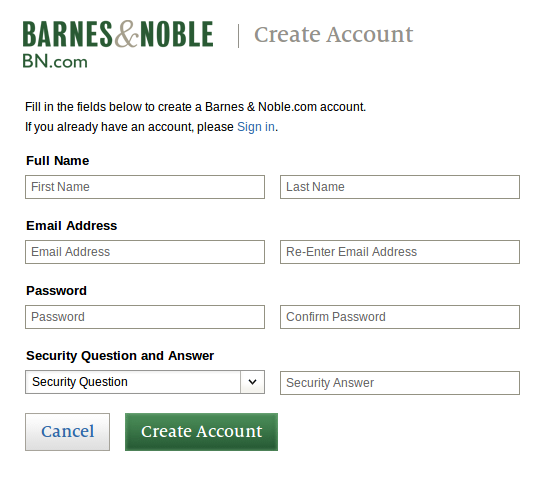 BARNES&NOBLE
BN.com
Create Account
Fill in the fields below to create a Barnes & Noble.com account.
If you already have an account, please Sign in.
Full Name
First Name Last Name
Email Address
Email Address Re-Enter Email Address
Password
Password Confirm Password
Security Question and Answer
Security Question Security Answer
Cancel Create Account